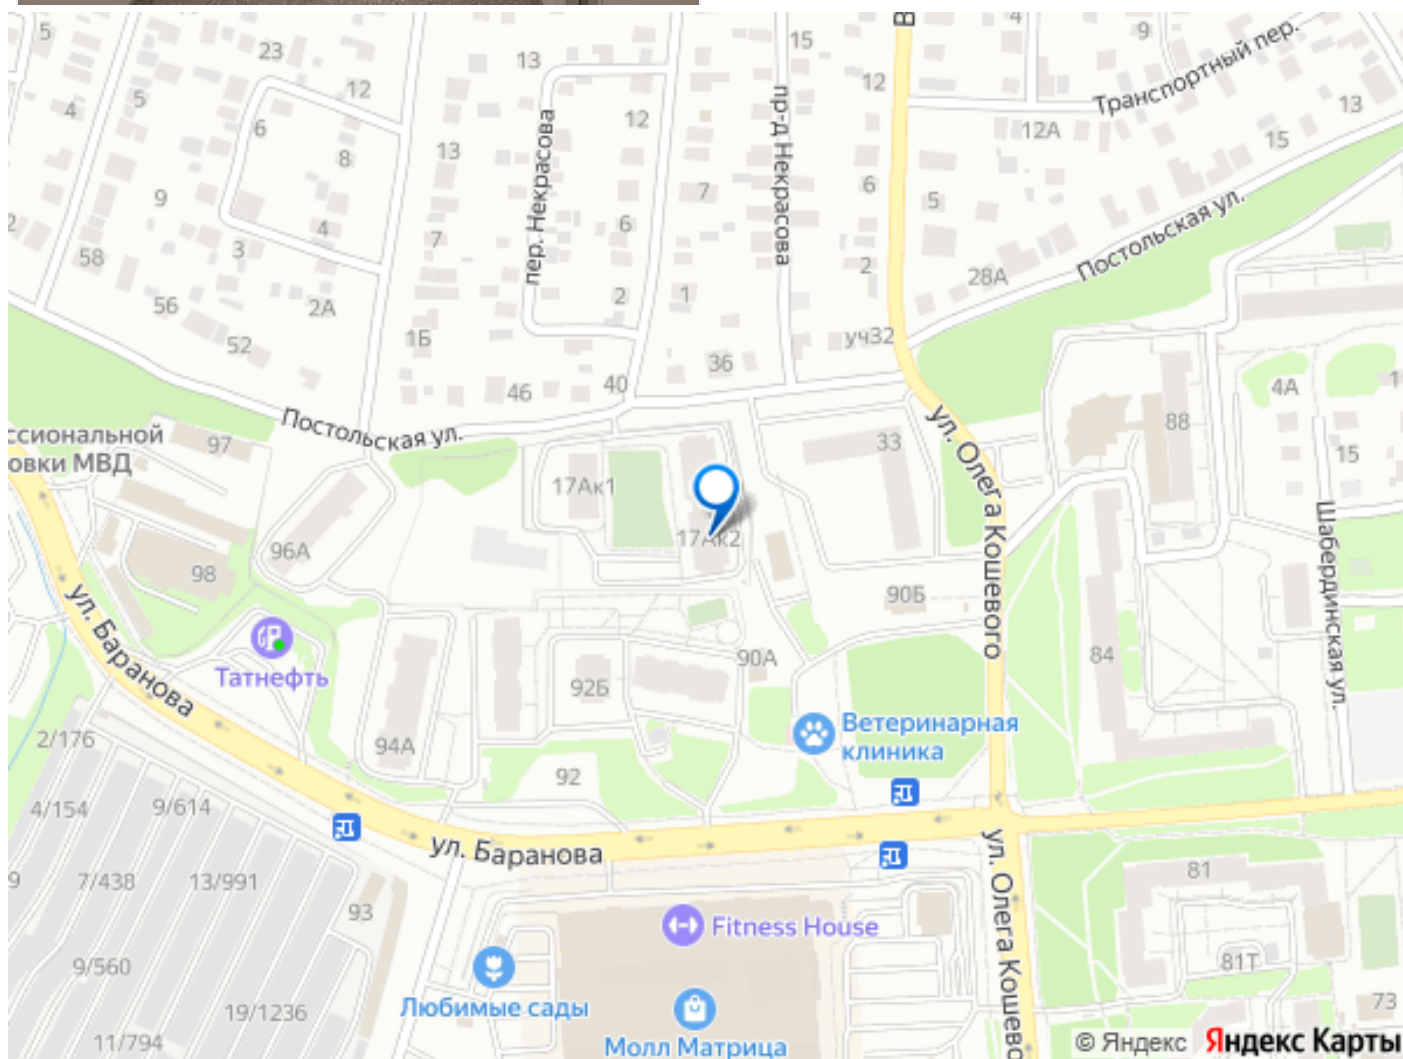 5
23
13
15
В
4
9
Транспортный пер.
4
5
12
12
13
6
8
13
пер. Некрасова
12
пр-д Некрасова
12А
15
9
7
6
5
Постольская ул.
2
58
3
4
7
6
2
28А
56
2А
2
1
52
1Б
36
уч32
46
40
4А
1
Постольская ул.
ссиональной
овки МВД
97
33
ул. Олега Кошевого
88
15
17Ак1
17Ак2
96А
98
90Б
Шабердинская ул.
ул. Баранова
Татнефть
92Б
90А
84
Ветеринарная
клиника
2/176
94А
92
4/154
9/614
ул. Баранова
ул. Олега Кошево
9
7/438
13/991
93
81
Fitness House
9/560
81Т
Любимые сады
19/1236
73
11/794
Молл Матрица
© Яндекс Яндекс Карты